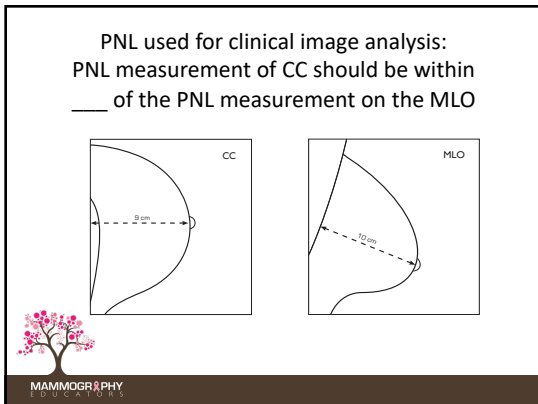 PNL used for clinical image analysis:
PNL measurement of CC should be within
___ of the PNL measurement on the MLO
CC
9 cm
MLO
10 cm
MAMMOGRAPHY
EDUCATORS